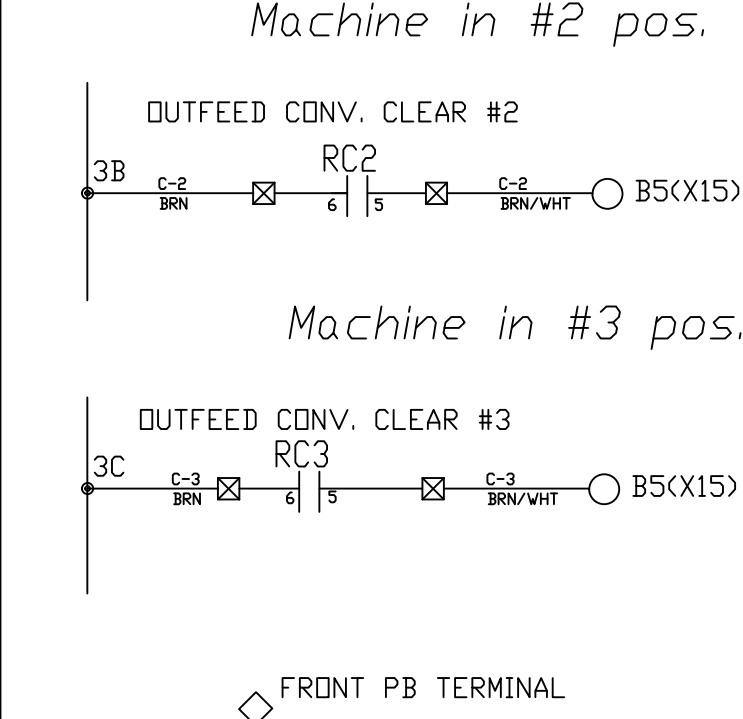 Machine in #2 pos.
OUTFEED CONV. CLEAR #2
RC2
3B
C-2
BRN
6
5
C-2
BRN/WHT
B5(X15)
Machine in #3 pos.
OUTFEED CONV. CLEAR #3
RC3
3C
C-3
BRN
6
5
C-3
BRN/WHT
B5(X15)
FRONT PB TERMINAL